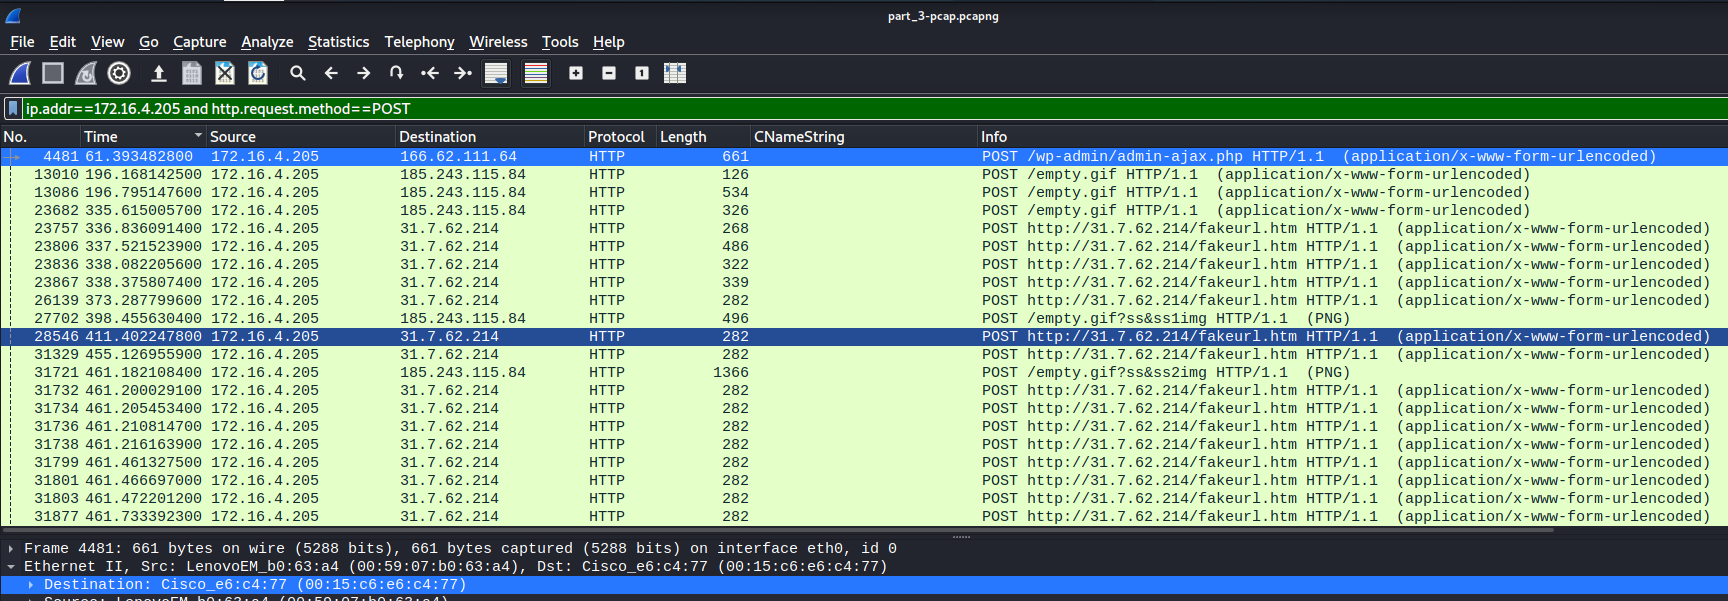 part_3-pcap.pcapng
File Edit View Go Capture Analyze Statistics Telephony Wireless Tools Help
ip.addr==172.16.4.205 and http.request.method==POST
No. Time Source Destination Protocol Length CNameString Info
4481 61.393482800 172.16.4.205 166.62.111.64 HTTP 661 POST /wp-admin/admin-ajax.php HTTP/1.1 (application/x-www-form-urlencoded)
13010 196.168142500 172.16.4.205 185.243.115.84 HTTP 126 POST /empty.gif HTTP/1.1 (application/x-www-form-urlencoded)
13086 196.795147600 172.16.4.205 185.243.115.84 HTTP 534 POST /empty.gif HTTP/1.1 (application/x-www-form-urlencoded)
23682 335.615005700 172.16.4.205 185.243.115.84 HTTP 326 POST /empty.gif HTTP/1.1 (application/x-www-form-urlencoded)
23757 336.836091400 172.16.4.205 31.7.62.214 HTTP 268 POST http://31.7.62.214/fakeurl.htm HTTP/1.1 (application/x-www-form-urlencoded)
23806 337.521523900 172.16.4.205 31.7.62.214 HTTP 486 POST http://31.7.62.214/fakeurl.htm HTTP/1.1 (application/x-www-form-urlencoded)
23836 338.082205600 172.16.4.205 31.7.62.214 HTTP 322 POST http://31.7.62.214/fakeurl.htm HTTP/1.1 (application/x-www-form-urlencoded)
23867 338.375807400 172.16.4.205 31.7.62.214 HTTP 339 POST http://31.7.62.214/fakeurl.htm HTTP/1.1 (application/x-www-form-urlencoded)
26139 373.287799600 172.16.4.205 31.7.62.214 HTTP 282 POST http://31.7.62.214/fakeurl.htm HTTP/1.1 (application/x-www-form-urlencoded)
27702 398.455630400 172.16.4.205 185.243.115.84 HTTP 496 POST /empty.gif?ss&ss1img HTTP/1.1 (PNG)
28546 411.402247800 172.16.4.205 31.7.62.214 HTTP 282 POST http://31.7.62.214/fakeurl.htm HTTP/1.1 (application/x-www-form-urlencoded)
31329 455.126955900 172.16.4.205 31.7.62.214 HTTP 282 POST http://31.7.62.214/fakeurl.htm HTTP/1.1 (application/x-www-form-urlencoded)
31721 461.182108400 172.16.4.205 185.243.115.84 HTTP 1366 POST /empty.gif?ss&ss2img HTTP/1.1 (PNG)
31732 461.200029100 172.16.4.205 31.7.62.214 HTTP 282 POST http://31.7.62.214/fakeurl.htm HTTP/1.1 (application/x-www-form-urlencoded)
31734 461.205453400 172.16.4.205 31.7.62.214 HTTP 282 POST http://31.7.62.214/fakeurl.htm HTTP/1.1 (application/x-www-form-urlencoded)
31736 461.210814700 172.16.4.205 31.7.62.214 HTTP 282 POST http://31.7.62.214/fakeurl.htm HTTP/1.1 (application/x-www-form-urlencoded)
31738 461.216163900 172.16.4.205 31.7.62.214 HTTP 282 POST http://31.7.62.214/fakeurl.htm HTTP/1.1 (application/x-www-form-urlencoded)
31799 461.461327500 172.16.4.205 31.7.62.214 HTTP 282 POST http://31.7.62.214/fakeurl.htm HTTP/1.1 (application/x-www-form-urlencoded)
31801 461.466697000 172.16.4.205 31.7.62.214 HTTP 282 POST http://31.7.62.214/fakeurl.htm HTTP/1.1 (application/x-www-form-urlencoded)
31803 461.472201200 172.16.4.205 31.7.62.214 HTTP 282 POST http://31.7.62.214/fakeurl.htm HTTP/1.1 (application/x-www-form-urlencoded)
31877 461.733392300 172.16.4.205 31.7.62.214 HTTP 282 POST http://31.7.62.214/fakeurl.htm HTTP/1.1 (application/x-www-form-urlencoded)
Frame 4481: 661 bytes on wire (5288 bits), 661 bytes captured (5288 bits) on interface eth0, id 0
Ethernet II, Src: LenovoEM_b0:63:a4 (00:59:07:b0:63:a4), Dst: Cisco_e6:c4:77 (00:15:c6:e6:c4:77)
Destination: Cisco_e6:c4:77 (00:15:c6:e6:c4:77)
Source: LenovoEM_b0:63:a4 (00:59:07:b0:63:a4)